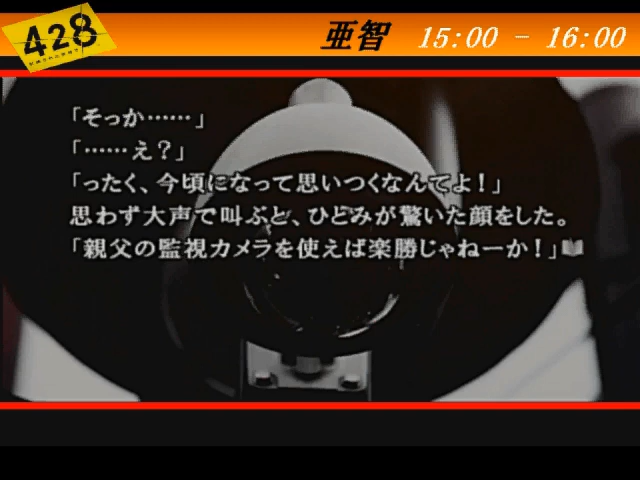 428
亜智 15:00 - 16:00
「そっか……」
「……え？」
「ったく、今頃になって思いつくなんてよ！」
思わず大声で叫ぶと、ひとみが驚いた顔をした。
「親父の監視カメラを使えば楽勝じゃねーか！」